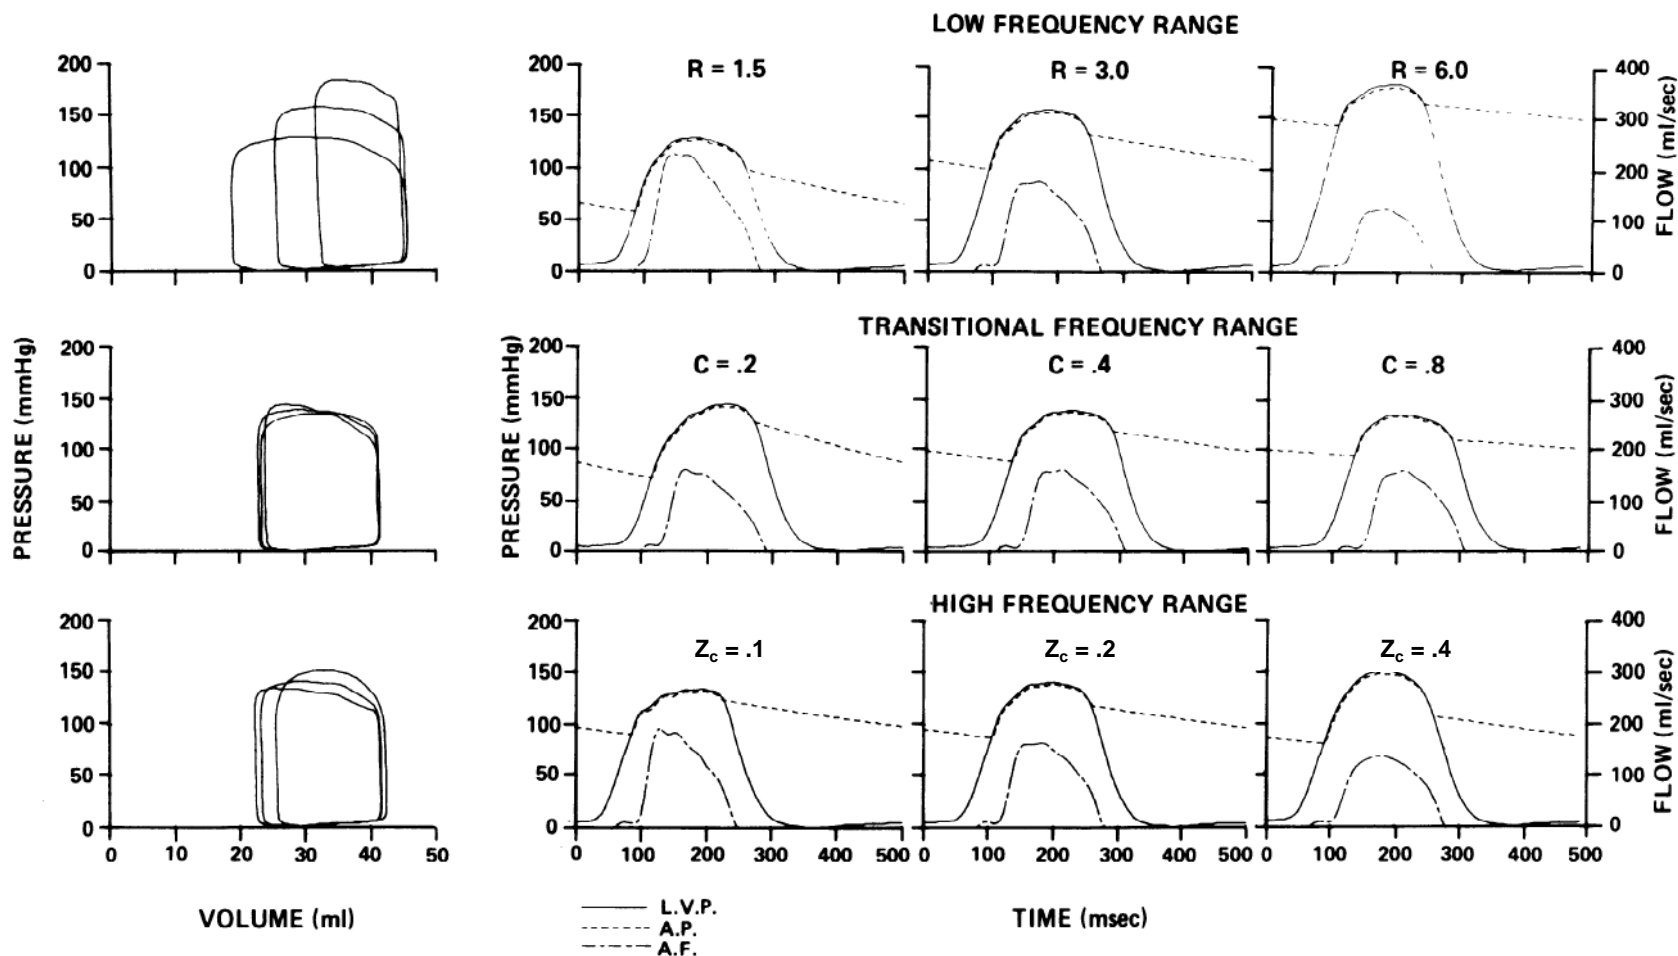 LOW FREQUENCY RANGE
200
150
100
50
0
200
150
100
50
0
R = 1.5
R = 3.0
R = 6.0
400
300
200
100
0
FLOW (ml/sec)
TRANSITIONAL FREQUENCY RANGE
PRESSURE (mmHg)
200
150
100
50
0
PRESSURE (mmHg)
200
150
100
50
0
C = .2
C = .4
C = .8
400
300
200
100
0
FLOW (ml/sec)
HIGH FREQUENCY RANGE
200
150
100
50
0
0 10 20 30 40 50
VOLUME (ml)
200
150
100
50
0
Zc = .1
Zc = .2
Zc = .4
400
300
200
100
0
FLOW (ml/sec)
0 100 200 300 400 500
0 100 200 300 400 500
0 100 200 300 400 500
L.V.P.
A.P.
A.F.
TIME (msec)